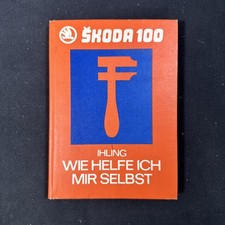 ŠKODA 100
IHLING
WIE HELFE ICH
MIR SELBST